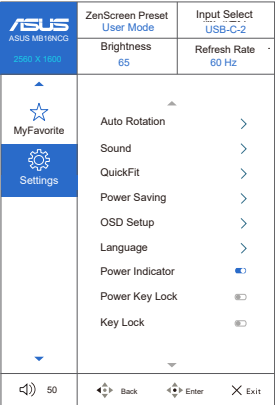 ASUS
ASUS MB16NCG
2560 X 1600
ZenScreen Preset
User Mode
Input Select
USB-C-2
Brightness
65
Refresh Rate
60 Hz
MyFavorite
Settings
Auto Rotation
Sound
QuickFit
Power Saving
OSD Setup
Language
Power Indicator
Power Key Lock
Key Lock
50
Back
Enter
Exit